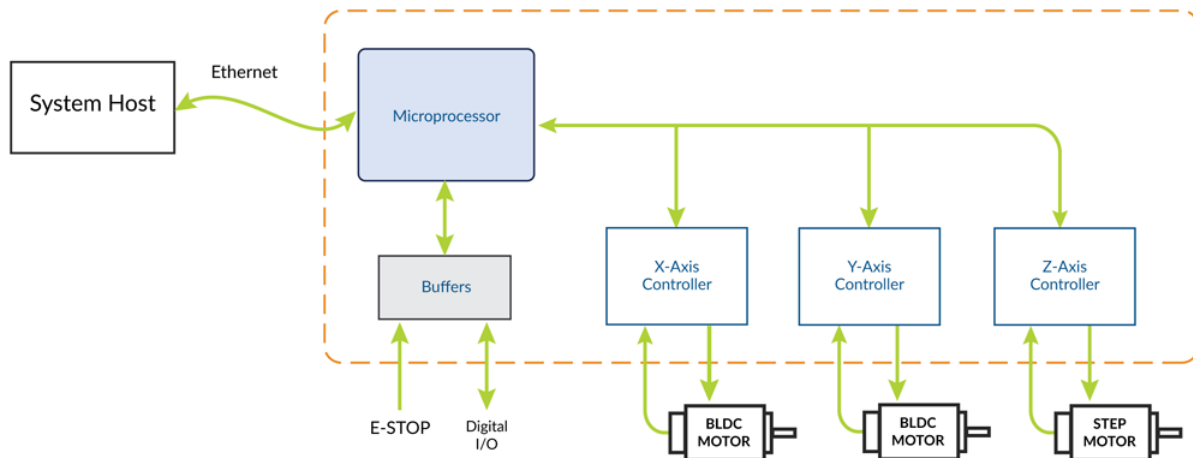 Ethernet
System Host
Microprocessor
Buffers
X-Axis
Controller
Y-Axis
Controller
Z-Axis
Controller
E-STOP
Digital
I/O
BLDC
MOTOR
BLDC
MOTOR
STEP
MOTOR